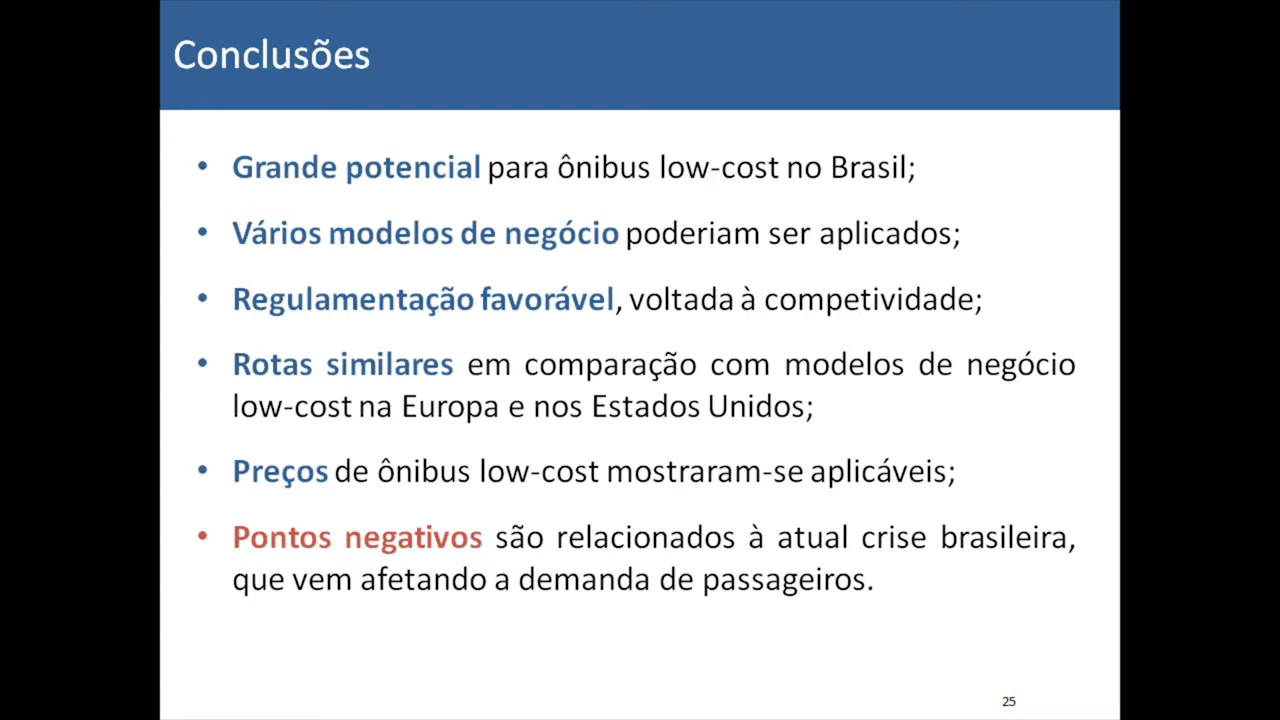 Conclusões
• Grande potencial para ônibus low-cost no Brasil;
• Vários modelos de negócio poderiam ser aplicados;
• Regulamentação favorável, voltada à competividade;
• Rotas similares em comparação com modelos de negócio
low-cost na Europa e nos Estados Unidos;
• Preços de ônibus low-cost mostraram-se aplicáveis;
• Pontos negativos são relacionados à atual crise brasileira,
que vem afetando a demanda de passageiros.
25